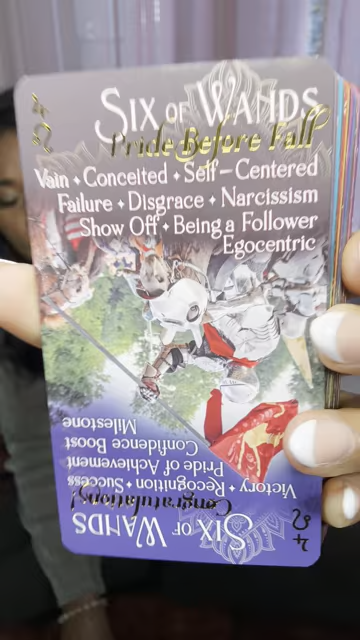 SIX OF WANDS
Pride Before Fall
Vain • Conceited • Self-Centered
Failure • Disgrace • Narcissism
Show Off • Being a Follower
Egocentric
SIX OF WANDS
Congratulations!
Victory • Recognition • Success
Pride of Achievement
Confidence Boost
Milestone